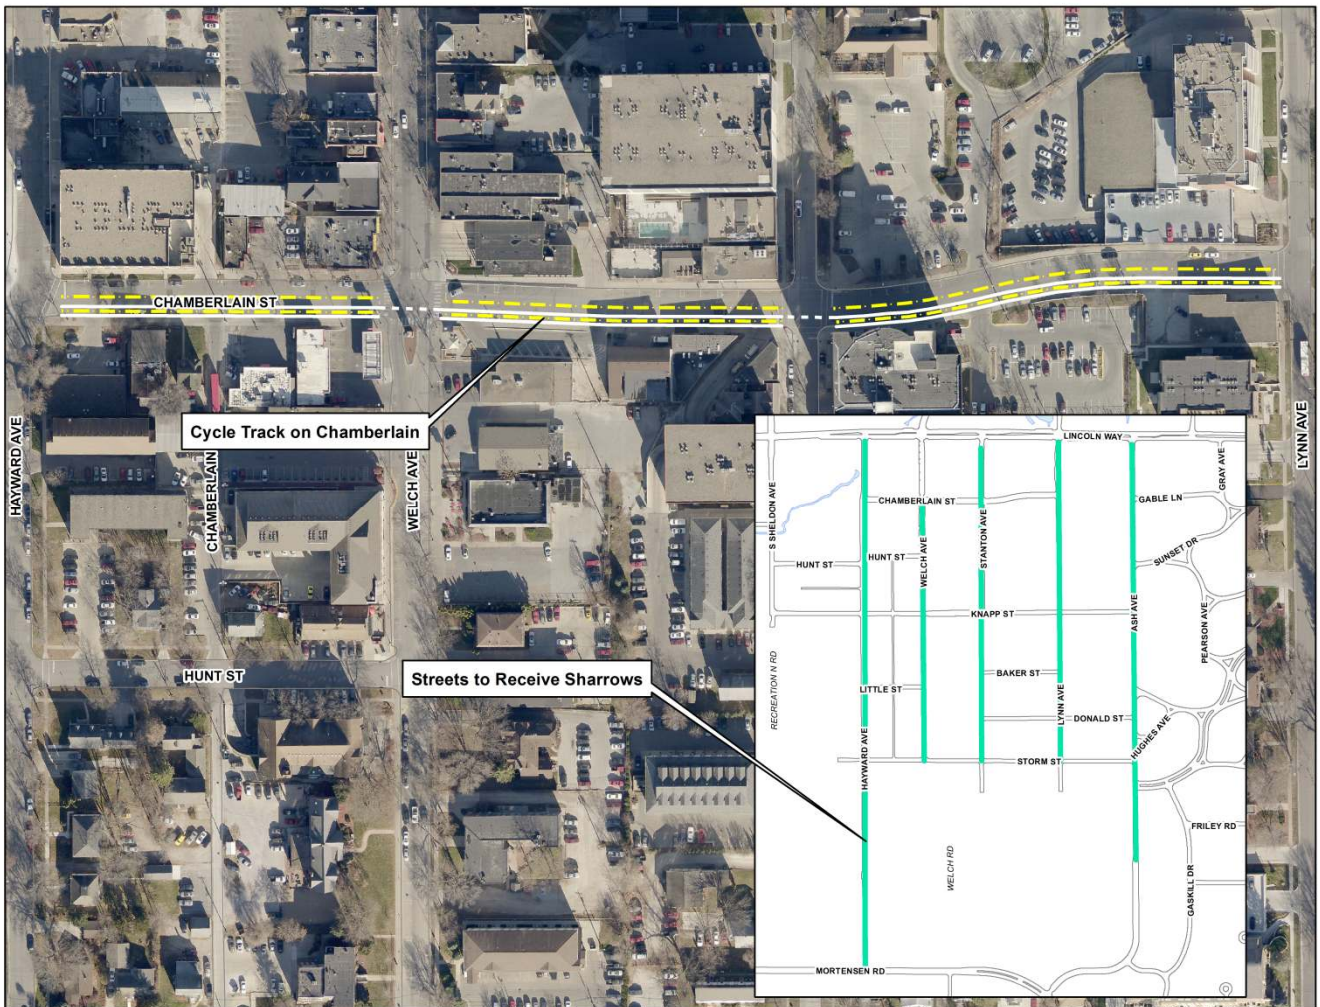 CHAMBERLAIN ST
Cycle Track on Chamberlain
HAYWARD AVE
CHAMBERLAIN
WELCH AVE
LYNN AVE
HUNT ST
Streets to Receive Sharrows
LINCOLN WAY
S SHELDON AVE
CHAMBERLAIN ST
GABLE LN
GRAY AVE
HUNT ST
HUNT ST
WELCH AVE
STANTON AVE
SUNSET DR
KNAPP ST
ASH AVE
PEARSON AVE
RECREATION N RD
BAKER ST
LITTLE ST
LYNN AVE
DONALD ST
HUGHES AVE
HAYWARD AVE
STORM ST
FRILEY RD
WELCH RD
GASKILL DR
MORTENSEN RD